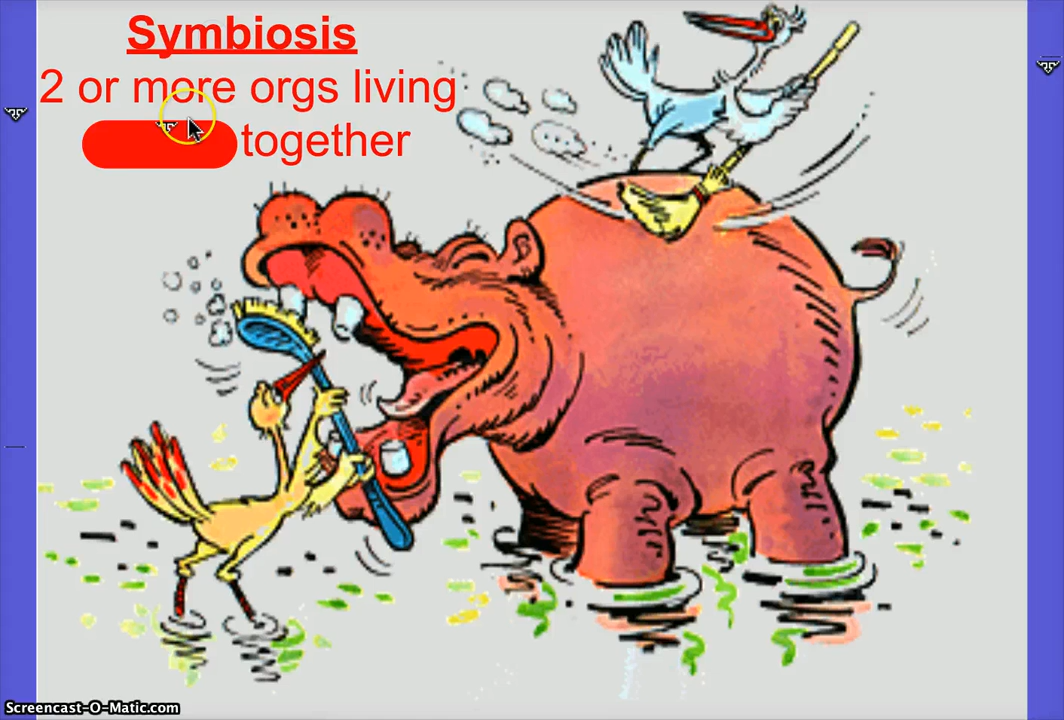 Symbiosis
2 or more orgs living
together
Screencast-O-Matic.com